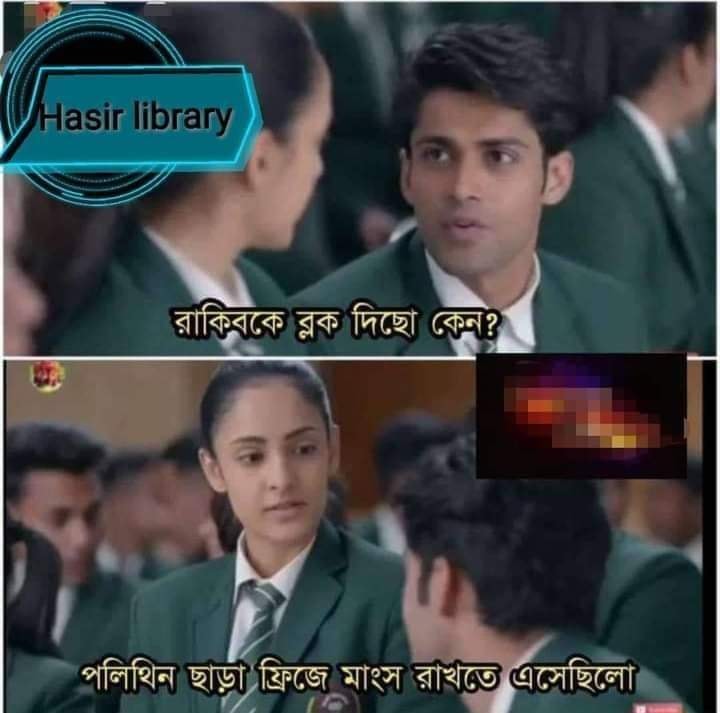 Hasir library
রাকিবকে ব্লক দিছো কেন?
পলিথিন ছাড়া ফ্রিজে মাংস রাখতে এসেছিলো